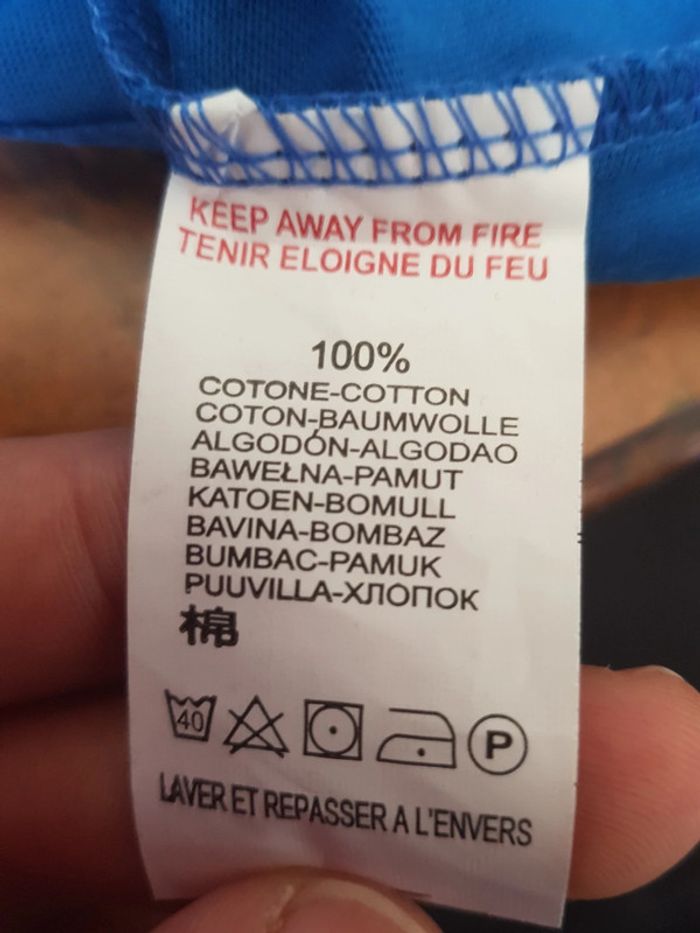 KEEP AWAY FROM FIRE
TENIR ELOIGNE DU FEU
100%
COTONE-COTTON
COTON-BAUMWOLLE
ALGODÓN-ALGODAO
BAWEŁNA-PAMUT
KATOEN-BOMULL
BAVINA-BOMBAZ
BUMBAC-PAMUK
PUUVILLA-ХЛОПОК
棉
40 P
LAVER ET REPASSER A L'ENVERS